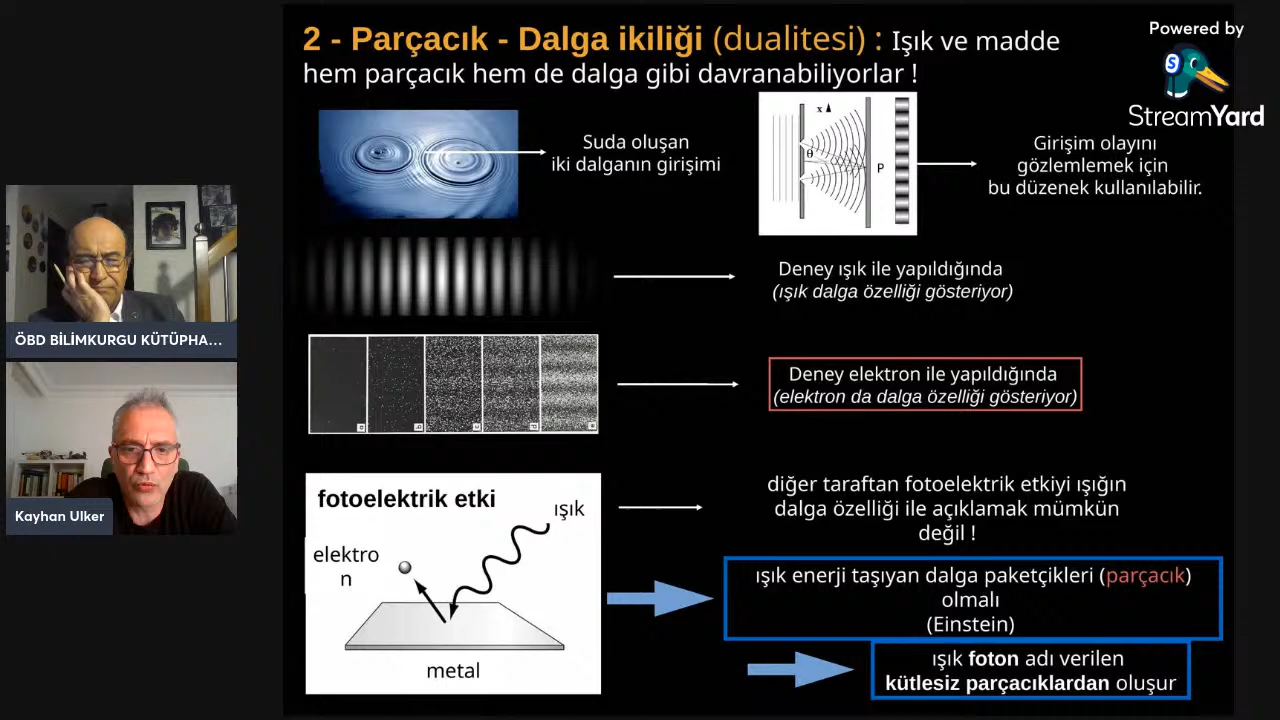 2 - Parçacık - Dalga ikiliği (dualitesi) : Işık ve madde
hem parçacık hem de dalga gibi davranabiliyorlar !
Powered by
StreamYard
Suda oluşan
iki dalganın girişimi
x
θ
P
Girişim olayını
gözlemlemek için
bu düzenek kullanılabilir.
Deney ışık ile yapıldığında
(ışık dalga özelliği gösteriyor)
ÖBD BİLİMKURGU KÜTÜPHA...
Deney elektron ile yapıldığında
(elektron da dalga özelliği gösteriyor)
Kayhan Ulker
fotoelektrik etki
ışık
elektro
n
metal
diğer taraftan fotoelektrik etkiyi ışığın
dalga özelliği ile açıklamak mümkün
değil !
ışık enerji taşıyan dalga paketçikleri (parçacık)
olmalı
(Einstein)
ışık foton adı verilen
kütlesiz parçacıklardan oluşur